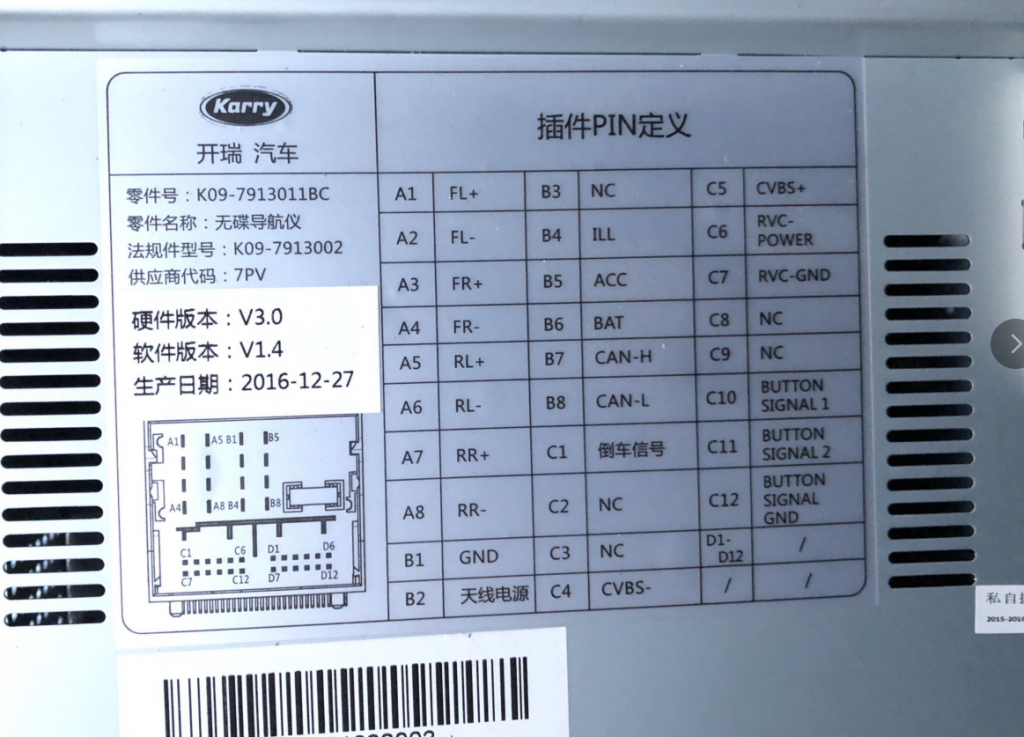 Karry
开瑞 汽车
插件PIN定义
零件号：K09-7913011BC
零件名称：无碟导航仪
法规件型号：K09-7913002
供应商代码：7PV
硬件版本：V3.0
软件版本：V1.4
生产日期：2016-12-27
A1 FL+ B3 NC C5 CVBS+
A2 FL- B4 ILL C6 RVC-
POWER
A3 FR+ B5 ACC C7 RVC-GND
A4 FR- B6 BAT C8 NC
A5 RL+ B7 CAN-H C9 NC
A6 RL- B8 CAN-L C10 BUTTON
SIGNAL 1
A7 RR+ C1 倒车信号 C11 BUTTON
SIGNAL 2
A8 RR- C2 NC C12 BUTTON
SIGNAL
GND
B1 GND C3 NC D1-
D12 /
B2 天线电源 C4 CVBS- / /
A1 A5 B1 B5
A4 A8 B4 B8
C1 C6 D1 D6
C7 C12 D7 D12
私自